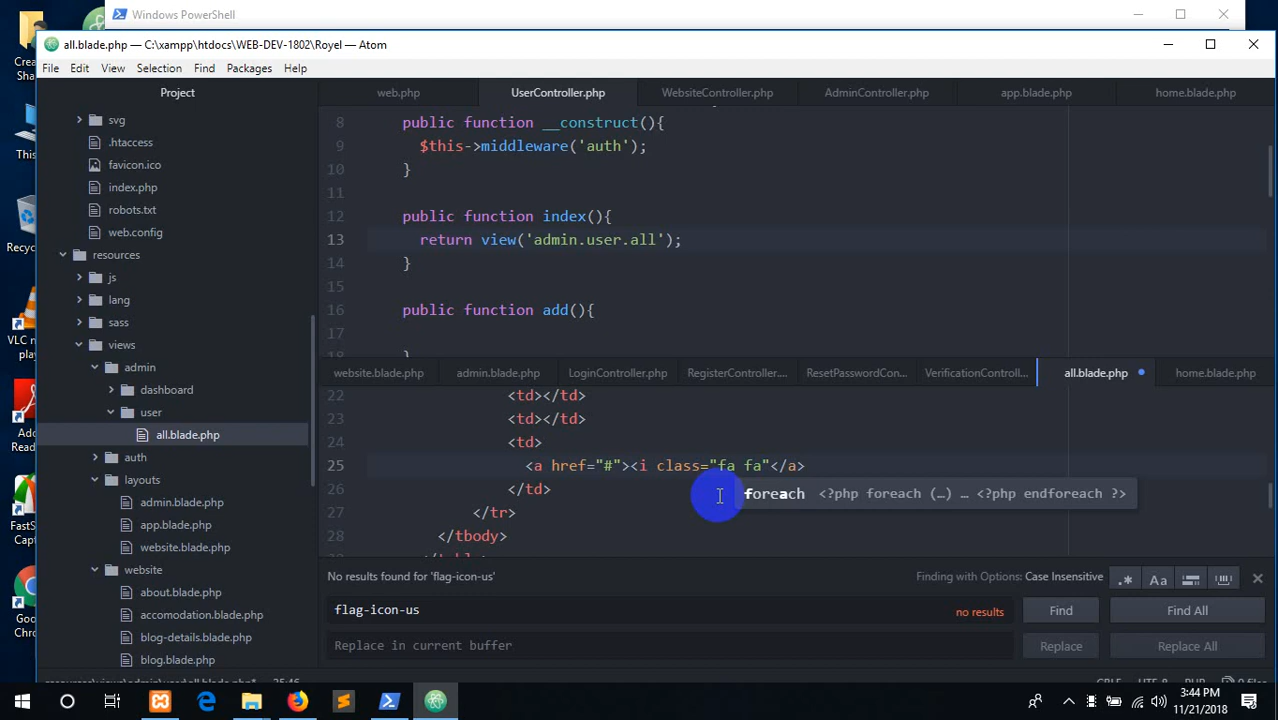 Windows PowerShell
all.blade.php — C:\xampp\htdocs\WEB-DEV-1802\Royel — Atom
File Edit View Selection Find Packages Help
Project
web.php UserController.php WebsiteController.php AdminController.php app.blade.php home.blade.php
svg
.htaccess
favicon.ico
index.php
robots.txt
web.config
resources
js
lang
sass
views
admin
dashboard
user
all.blade.php
auth
layouts
admin.blade.php
app.blade.php
website.blade.php
website
about.blade.php
accomodation.blade.php
blog-details.blade.php
blog.blade.php
8 public function __construct(){
9 $this->middleware('auth');
10 }
11
12 public function index(){
13 return view('admin.user.all');
14 }
15
16 public function add(){
17
18 }
website.blade.php admin.blade.php LoginController.php RegisterController.... ResetPasswordCon... VerificationControll... all.blade.php home.blade.php
22 <td></td>
23 <td></td>
24 <td>
25 <a href="#"><i class="fa fa"</a>
foreach <?php foreach (…) … <?php endforeach ?>
26 </td>
27 </tr>
28 </tbody>
No results found for 'flag-icon-us'
Finding with Options: Case Insensitive
.* Aa
flag-icon-us no results Find Find All
Replace in current buffer Replace Replace All
3:44 PM
11/21/2018